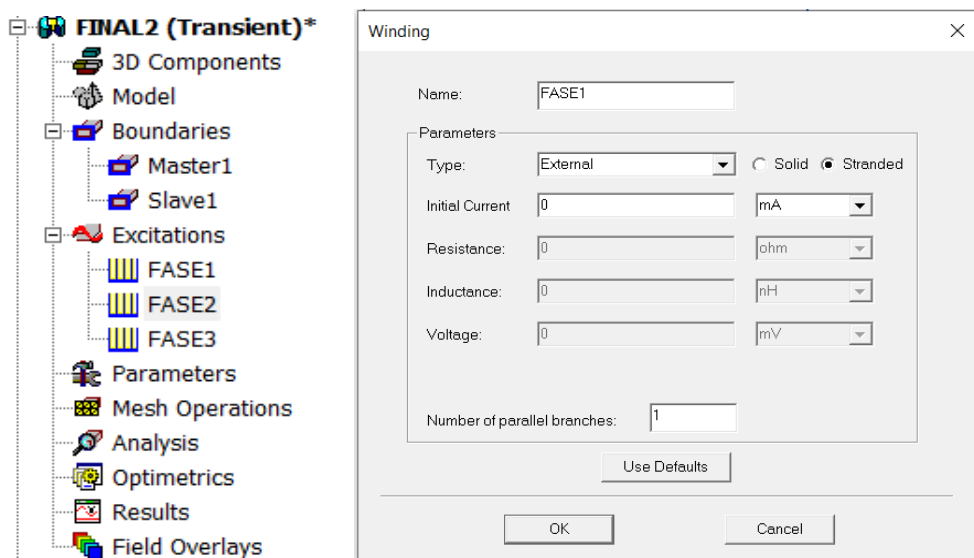 FINAL2 (Transient)*
3D Components
Model
Boundaries
Master1
Slave1
Excitations
FASE1
FASE2
FASE3
Parameters
Mesh Operations
Analysis
Optimetrics
Results
Field Overlays
Winding
Name: FASE1
Parameters
Type: External Solid Stranded
Initial Current 0 mA
Resistance: 0 ohm
Inductance: 0 nH
Voltage: 0 mV
Number of parallel branches: 1
Use Defaults
OK Cancel